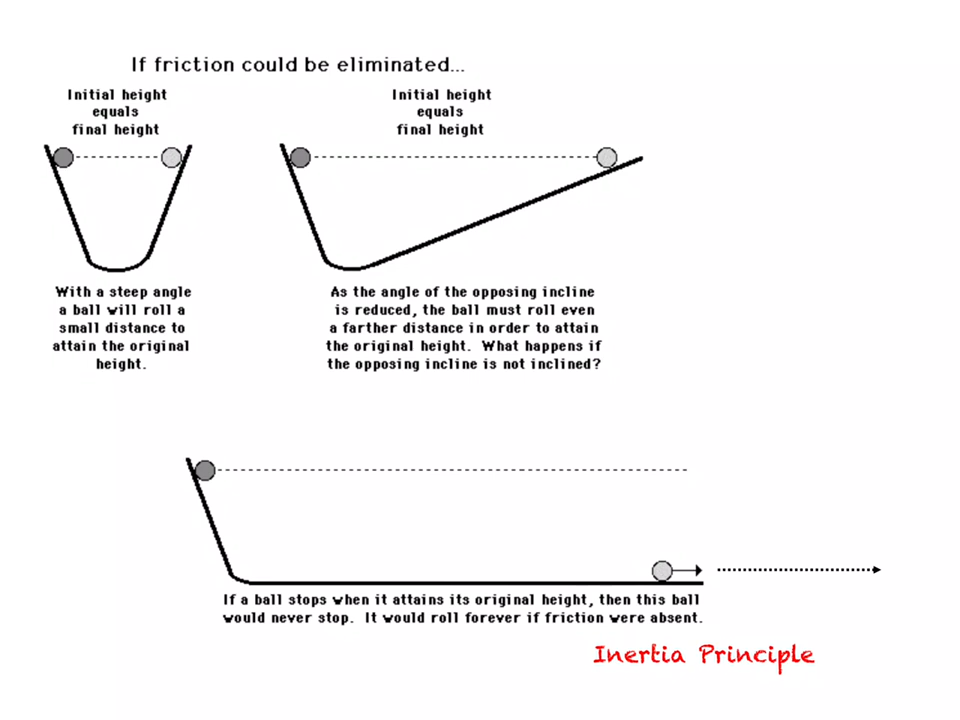 If friction could be eliminated...
Initial height
equals
final height
Initial height
equals
final height
With a steep angle
a ball will roll a
small distance to
attain the original
height.
As the angle of the opposing incline
is reduced, the ball must roll even
a farther distance in order to attain
the original height. What happens if
the opposing incline is not inclined?
If a ball stops when it attains its original height, then this ball
would never stop. It would roll forever if friction were absent.
Inertia Principle